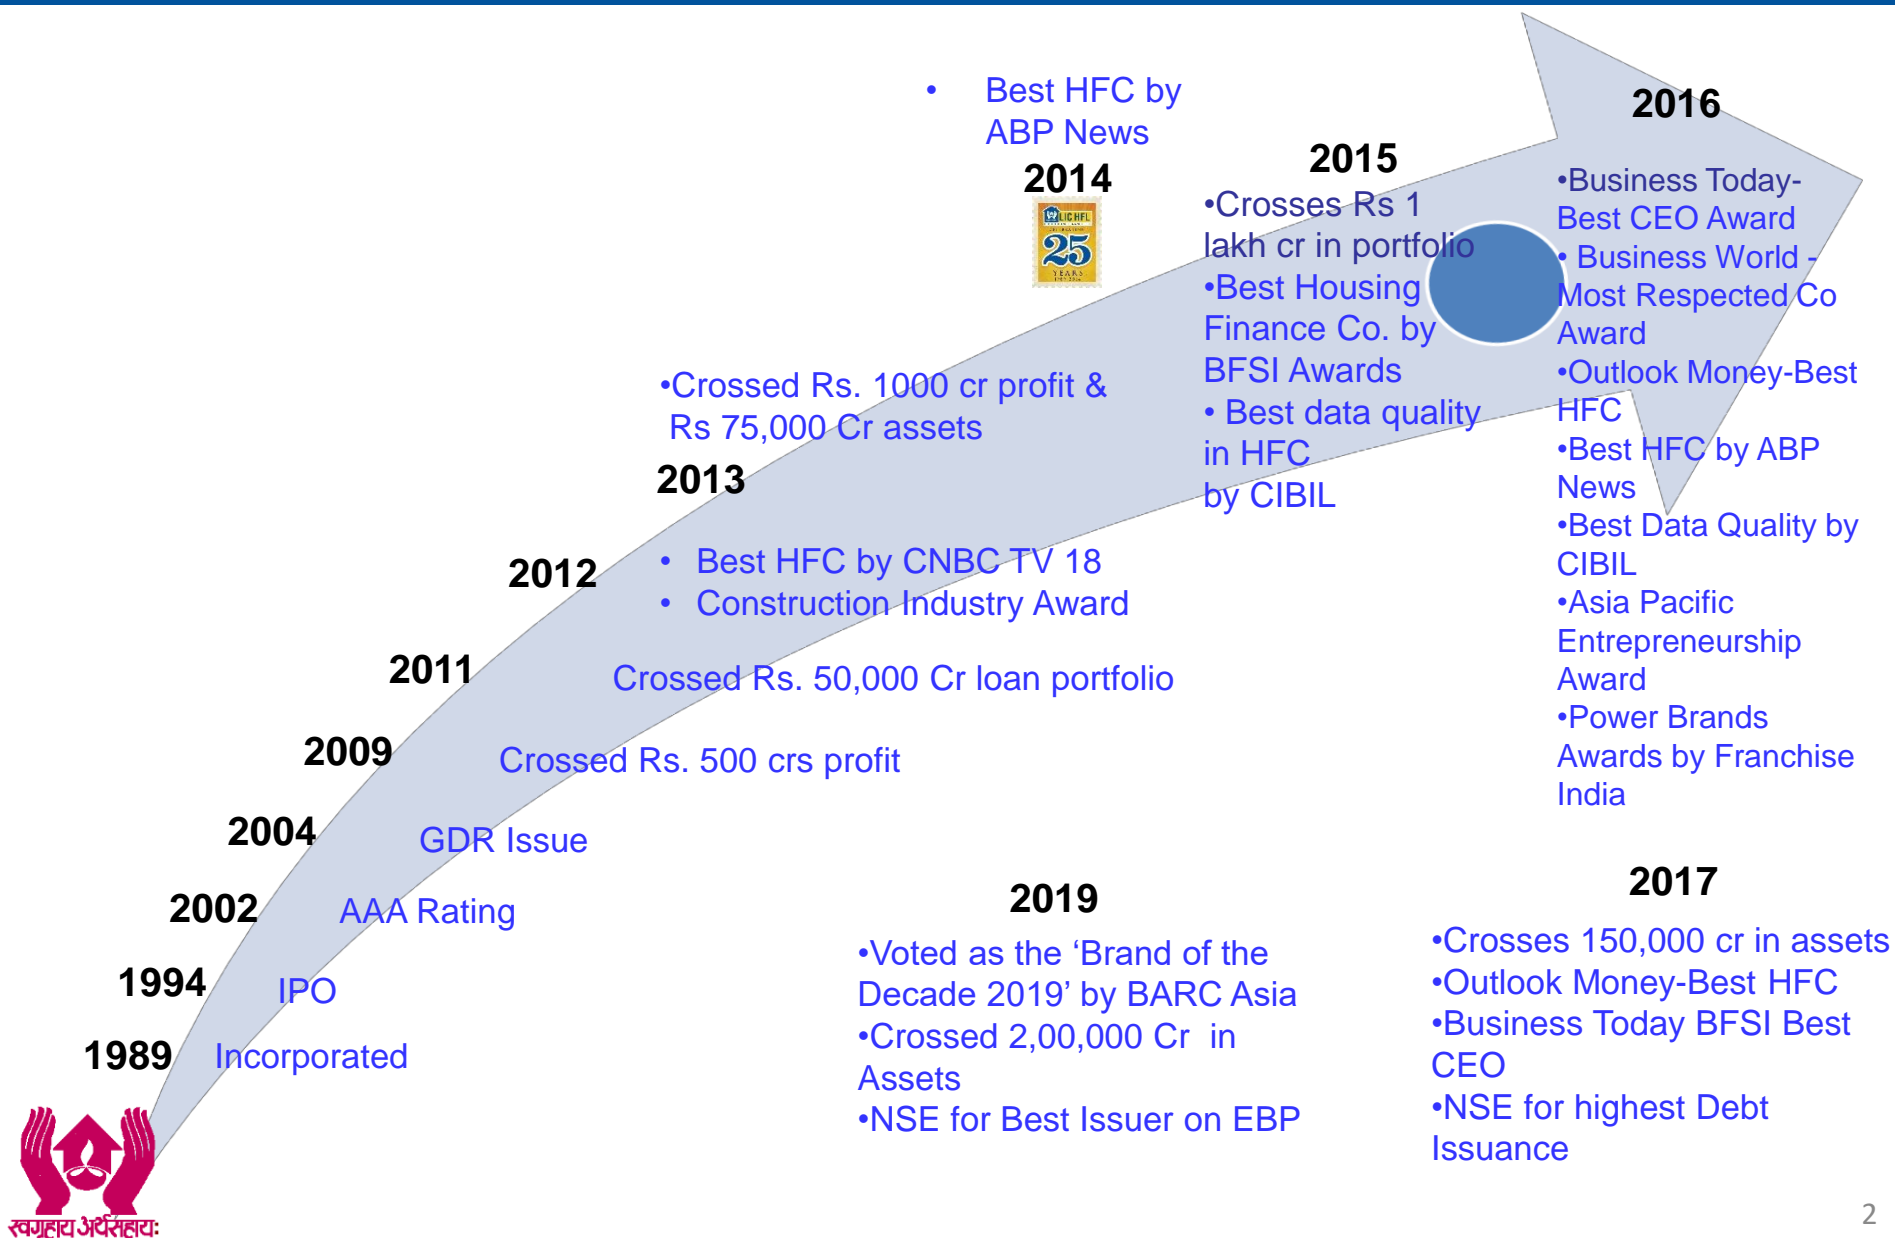 • Best HFC by
ABP News
2014
LIC HFL
25
YEARS
2016
•Business Today-
Best CEO Award
• Business World -
Most Respected Co
Award
•Outlook Money-Best
HFC
•Best HFC by ABP
News
•Best Data Quality by
CIBIL
•Asia Pacific
Entrepreneurship
Award
•Power Brands
Awards by Franchise
India
2015
•Crosses Rs 1
lakh cr in portfolio
•Best Housing
Finance Co. by
BFSI Awards
• Best data quality
in HFC
by CIBIL
•Crossed Rs. 1000 cr profit &
Rs 75,000 Cr assets
2013
2012
• Best HFC by CNBC TV 18
• Construction Industry Award
2011
Crossed Rs. 50,000 Cr loan portfolio
2009
Crossed Rs. 500 crs profit
2004
GDR Issue
2002
AAA Rating
1994
IPO
1989
Incorporated
2019
•Voted as the ‘Brand of the
Decade 2019’ by BARC Asia
•Crossed 2,00,000 Cr in
Assets
•NSE for Best Issuer on EBP
2017
•Crosses 150,000 cr in assets
•Outlook Money-Best HFC
•Business Today BFSI Best
CEO
•NSE for highest Debt
Issuance
स्वगृहाय अर्थसहाय:
2